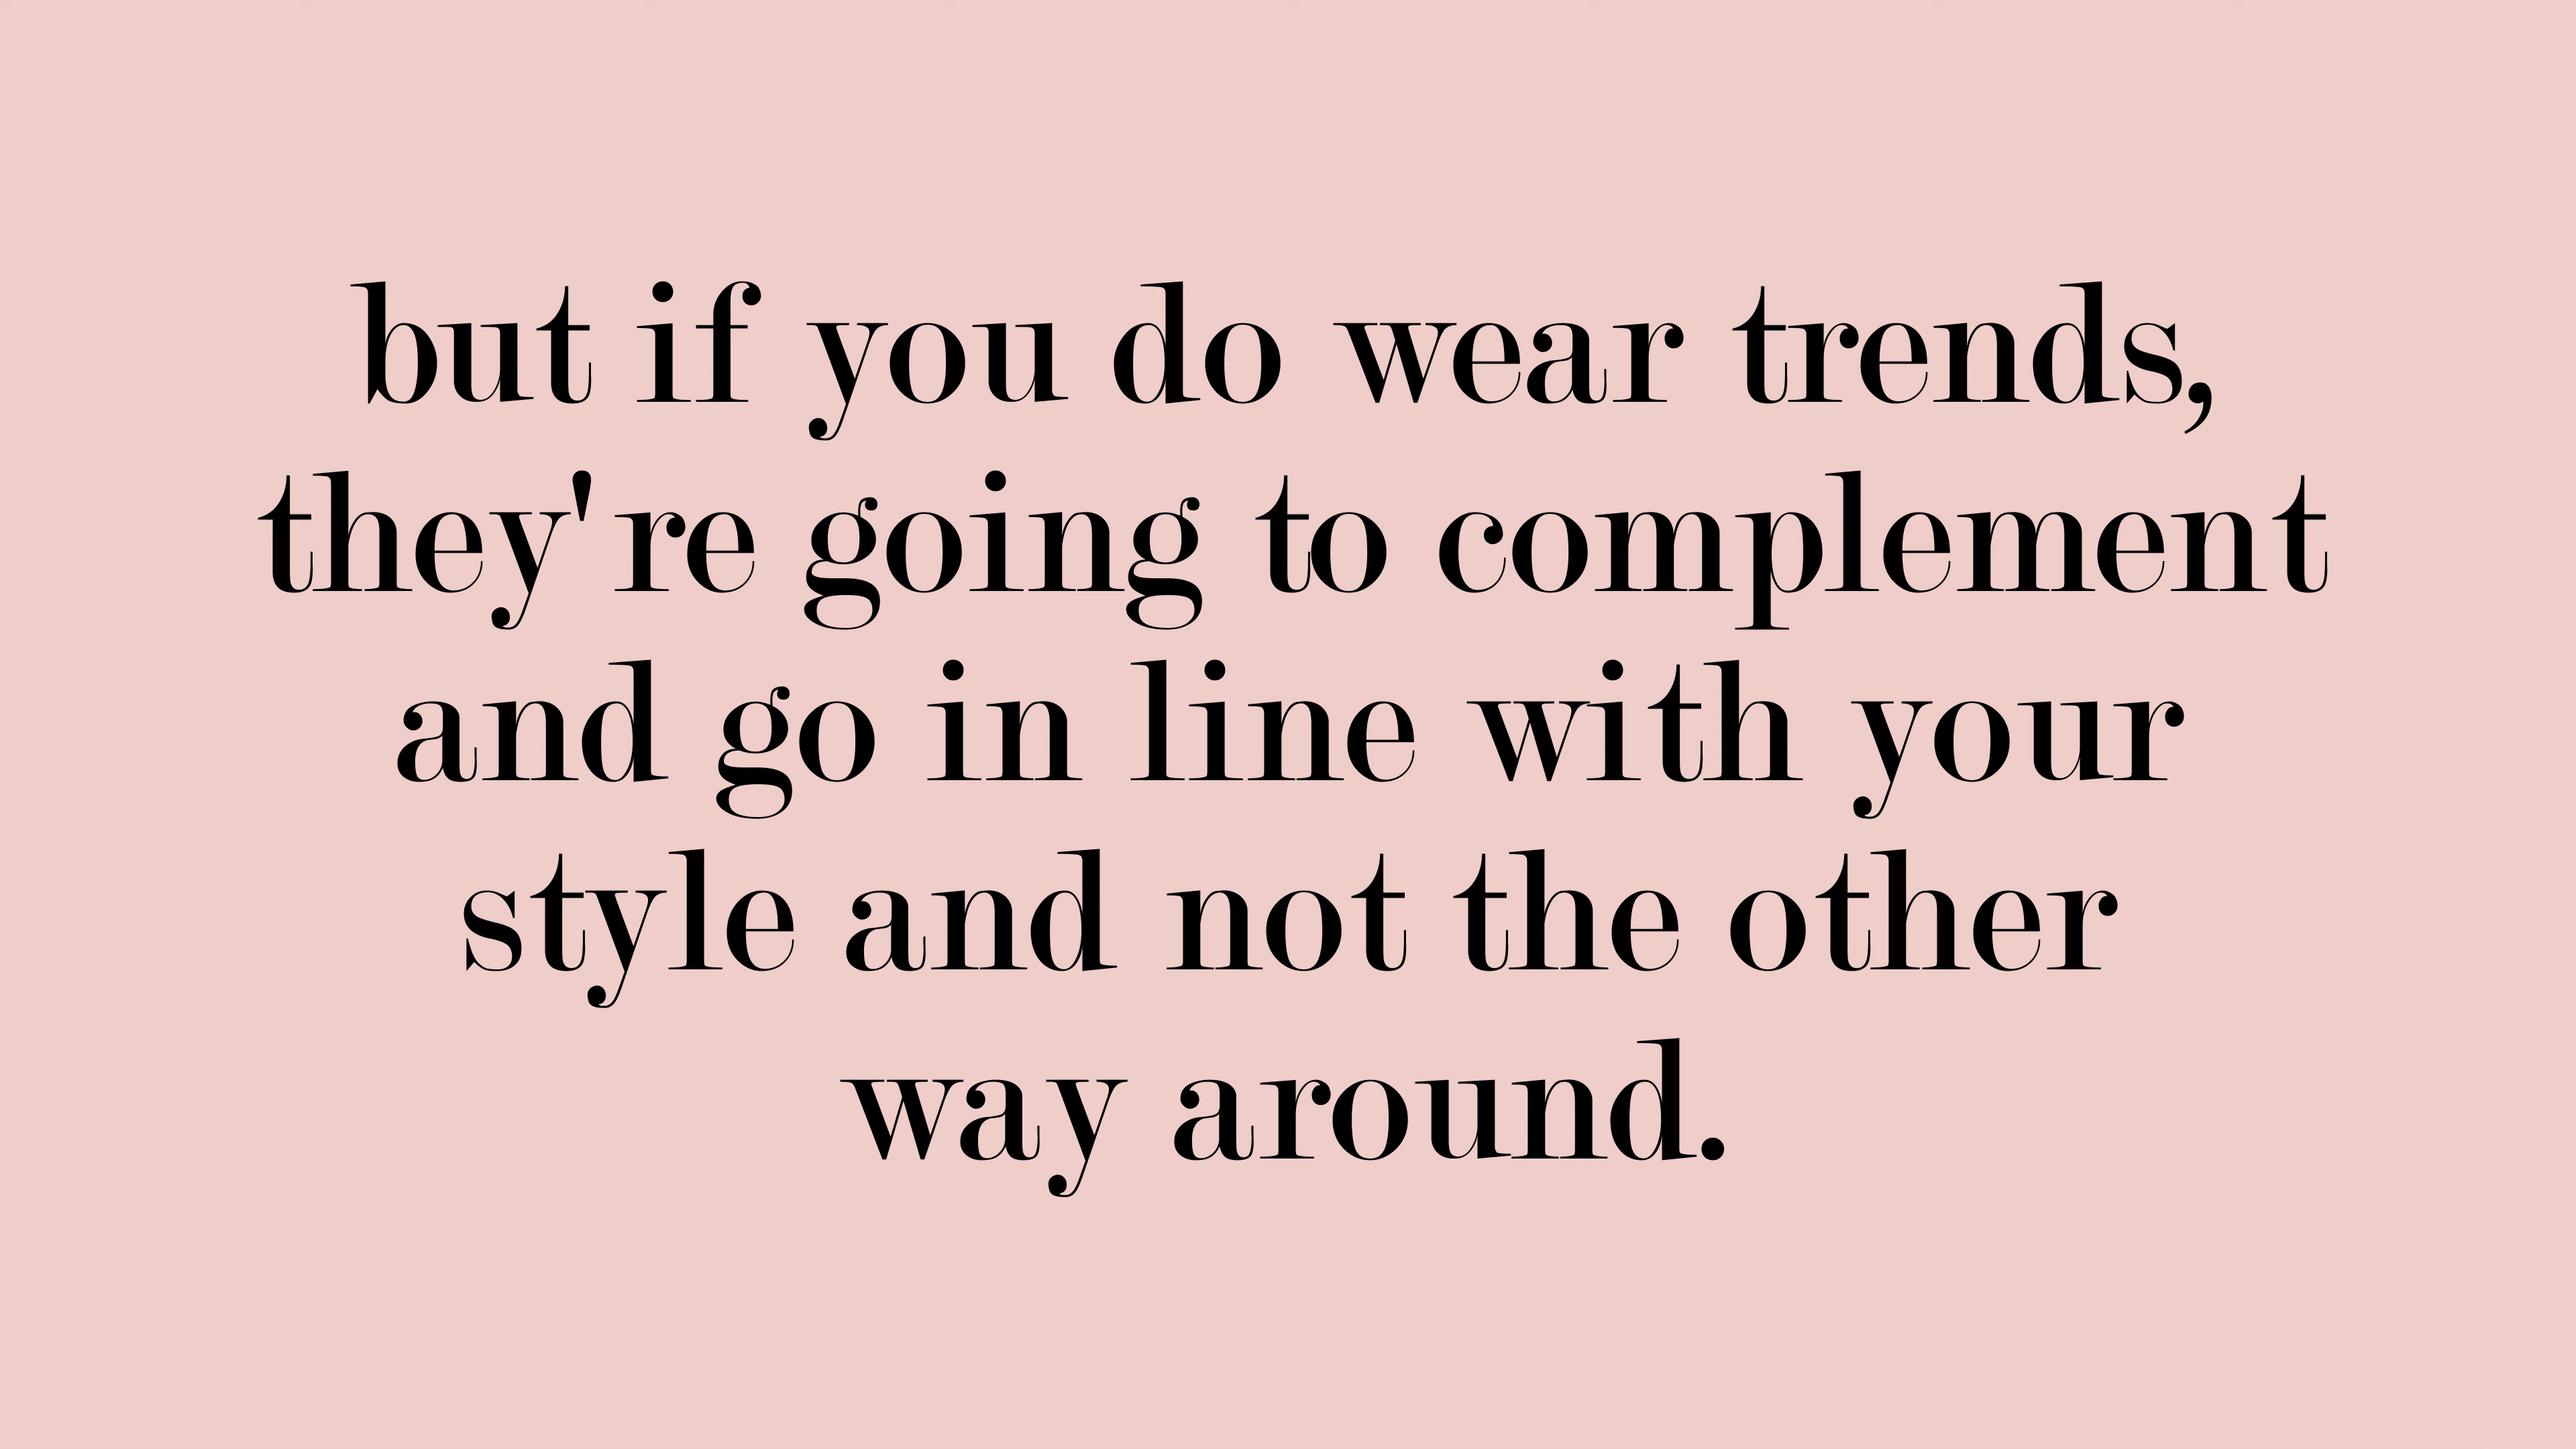 but if you do wear trends,
they're going to complement
and go in line with your
style and not the other
way around.